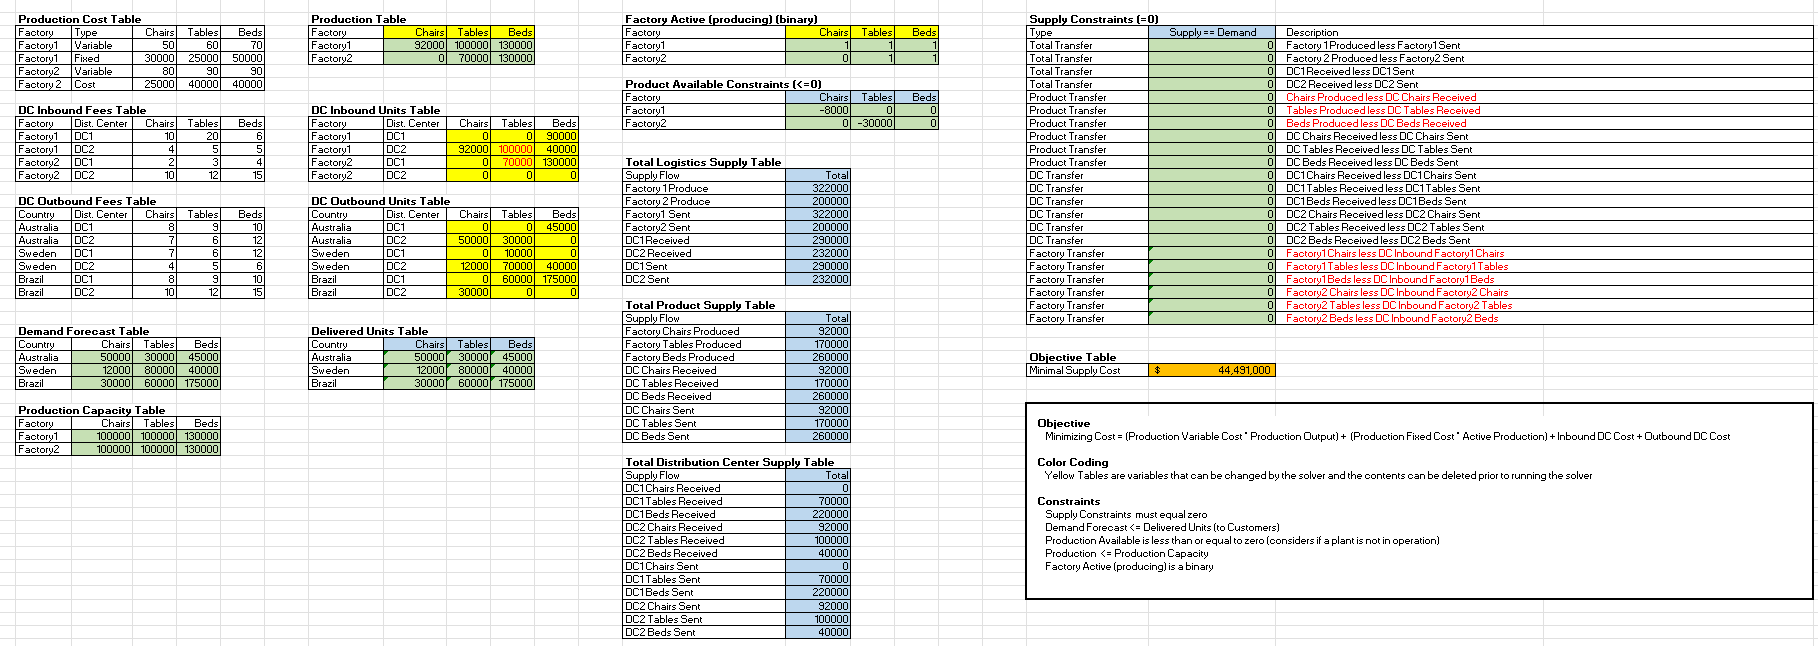 Production Cost Table
Factory Type Chairs Tables Beds
Factory1 Variable 50 60 70
Factory1 Fixed 30000 25000 50000
Factory2 Variable 80 90 90
Factory 2 Cost 25000 40000 40000
DC Inbound Fees Table
Factory Dist. Center Chairs Tables Beds
Factory1 DC1 10 20 6
Factory1 DC2 4 5 5
Factory2 DC1 2 3 4
Factory2 DC2 10 12 15
DC Outbound Fees Table
Country Dist. Center Chairs Tables Beds
Australia DC1 8 9 10
Australia DC2 7 6 12
Sweden DC1 7 6 12
Sweden DC2 4 5 6
Brazil DC1 8 9 10
Brazil DC2 10 12 15
Demand Forecast Table
Country Chairs Tables Beds
Australia 50000 30000 45000
Sweden 12000 80000 40000
Brazil 30000 60000 175000
Production Capacity Table
Factory Chairs Tables Beds
Factory1 100000 100000 130000
Factory2 100000 100000 130000
Production Table
Factory Chairs Tables Beds
Factory1 92000 100000 130000
Factory2 0 70000 130000
DC Inbound Units Table
Factory Dist. Center Chairs Tables Beds
Factory1 DC1 0 0 90000
Factory1 DC2 92000 100000 40000
Factory2 DC1 0 70000 130000
Factory2 DC2 0 0 0
DC Outbound Units Table
Country Dist. Center Chairs Tables Beds
Australia DC1 0 0 45000
Australia DC2 50000 30000 0
Sweden DC1 0 10000 0
Sweden DC2 12000 70000 40000
Brazil DC1 0 60000 175000
Brazil DC2 30000 0 0
Delivered Units Table
Country Chairs Tables Beds
Australia 50000 30000 45000
Sweden 12000 80000 40000
Brazil 30000 60000 175000
Factory Active (producing) (binary)
Factory Chairs Tables Beds
Factory1 1 1 1
Factory2 0 1 1
Product Available Constraints (<=0)
Factory Chairs Tables Beds
Factory1 -8000 0 0
Factory2 0 -30000 0
Total Logistics Supply Table
Supply Flow Total
Factory 1 Produce 322000
Factory 2 Produce 200000
Factory1 Sent 322000
Factory2 Sent 200000
DC1 Received 290000
DC2 Received 232000
DC1 Sent 290000
DC2 Sent 232000
Total Product Supply Table
Supply Flow Total
Factory Chairs Produced 92000
Factory Tables Produced 170000
Factory Beds Produced 260000
DC Chairs Received 92000
DC Tables Received 170000
DC Beds Received 260000
DC Chairs Sent 92000
DC Tables Sent 170000
DC Beds Sent 260000
Total Distribution Center Supply Table
Supply Flow Total
DC1 Chairs Received 0
DC1 Tables Received 70000
DC1 Beds Received 220000
DC2 Chairs Received 92000
DC2 Tables Received 100000
DC2 Beds Received 40000
DC1 Chairs Sent 0
DC1 Tables Sent 70000
DC1 Beds Sent 220000
DC2 Chairs Sent 92000
DC2 Tables Sent 100000
DC2 Beds Sent 40000
Supply Constraints (=0)
Type Supply == Demand Description
Total Transfer 0 Factory 1 Produced less Factory1 Sent
Total Transfer 0 Factory 2 Produced less Factory2 Sent
Total Transfer 0 DC1 Received less DC1 Sent
Total Transfer 0 DC2 Received less DC2 Sent
Product Transfer 0 Chairs Produced less DC Chairs Received
Product Transfer 0 Tables Produced less DC Tables Received
Product Transfer 0 Beds Produced less DC Beds Received
Product Transfer 0 DC Chairs Received less DC Chairs Sent
Product Transfer 0 DC Tables Received less DC Tables Sent
Product Transfer 0 DC Beds Received less DC Beds Sent
DC Transfer 0 DC1 Chairs Received less DC1 Chairs Sent
DC Transfer 0 DC1 Tables Received less DC1 Tables Sent
DC Transfer 0 DC1 Beds Received less DC1 Beds Sent
DC Transfer 0 DC2 Chairs Received less DC2 Chairs Sent
DC Transfer 0 DC2 Tables Received less DC2 Tables Sent
DC Transfer 0 DC2 Beds Received less DC2 Beds Sent
Factory Transfer 0 Factory1 Chairs less DC Inbound Factory1 Chairs
Factory Transfer 0 Factory1 Tables less DC Inbound Factory1 Tables
Factory Transfer 0 Factory1 Beds less DC Inbound Factory1 Beds
Factory Transfer 0 Factory2 Chairs less DC Inbound Factory2 Chairs
Factory Transfer 0 Factory2 Tables less DC Inbound Factory2 Tables
Factory Transfer 0 Factory2 Beds less DC Inbound Factory2 Beds
Objective Table
Minimal Supply Cost $ 44,491,000
Objective
Minimizing Cost = (Production Variable Cost * Production Output) + (Production Fixed Cost * Active Production) + Inbound DC Cost + Outbound DC Cost
Color Coding
Yellow Tables are variables that can be changed by the solver and the contents can be deleted prior to running the solver
Constraints
Supply Constraints must equal zero
Demand Forecast <= Delivered Units (to Customers)
Production Available is less than or equal to zero (considers if a plant is not in operation)
Production <= Production Capacity
Factory Active (producing) is a binary